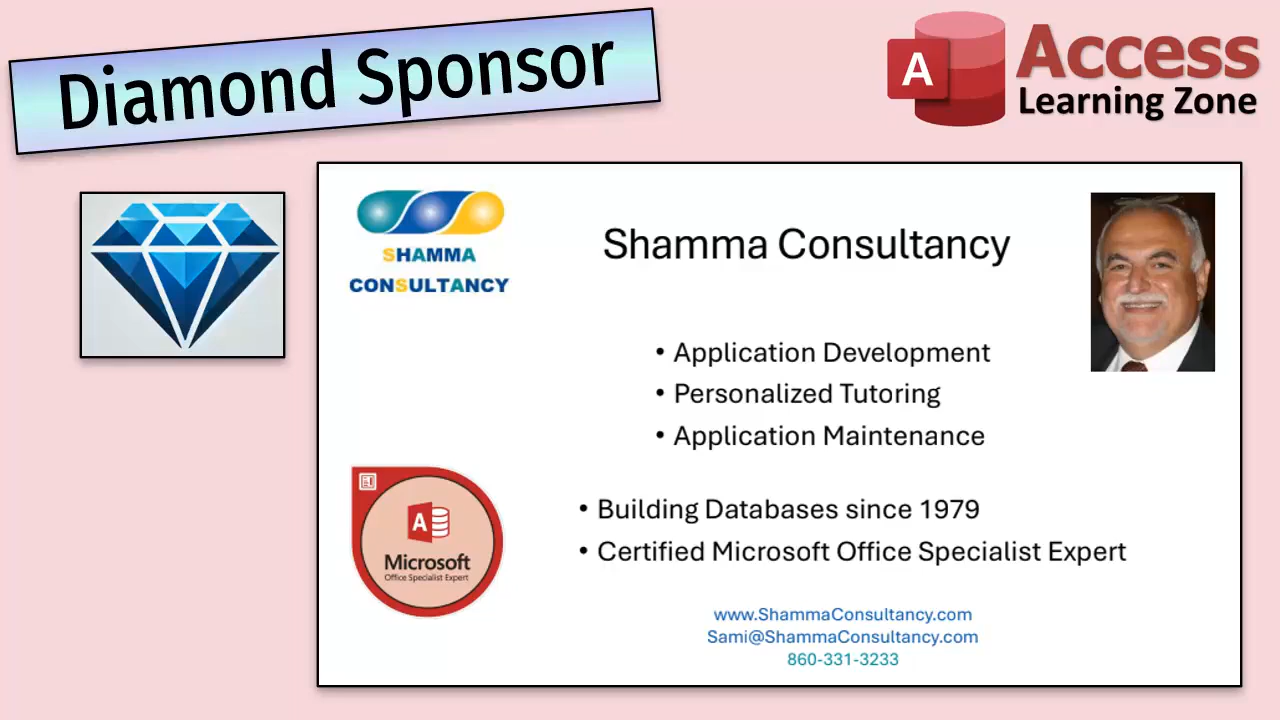 Diamond Sponsor
A
Access
Learning Zone
SHAMMA
CONSULTANCY
Shamma Consultancy
• Application Development
• Personalized Tutoring
• Application Maintenance
A
Microsoft
Office Specialist Expert
• Building Databases since 1979
• Certified Microsoft Office Specialist Expert
www.ShammaConsultancy.com
Sami@ShammaConsultancy.com
860-331-3233